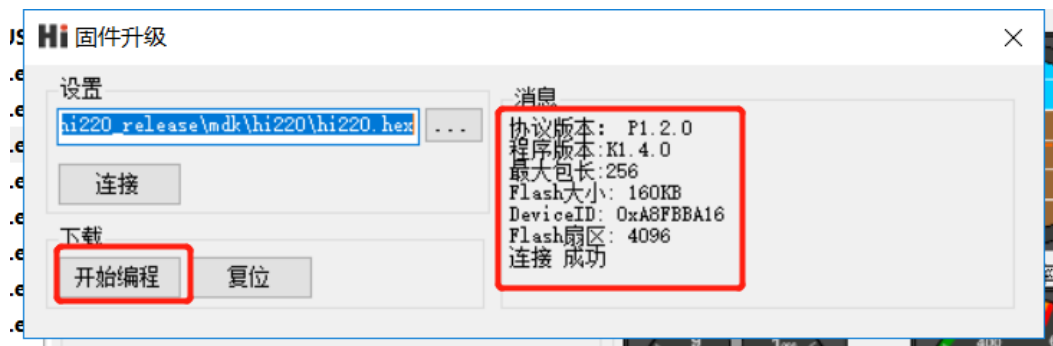 Hi 固件升级
设置
hi220_release\mdk\hi220\hi220.hex
...
连接
下载
开始编程
复位
消息
协议版本: P1.2.0
程序版本:K1.4.0
最大包长:256
Flash大小: 160KB
DeviceID: 0xA8FBBA16
Flash扇区: 4096
连接 成功